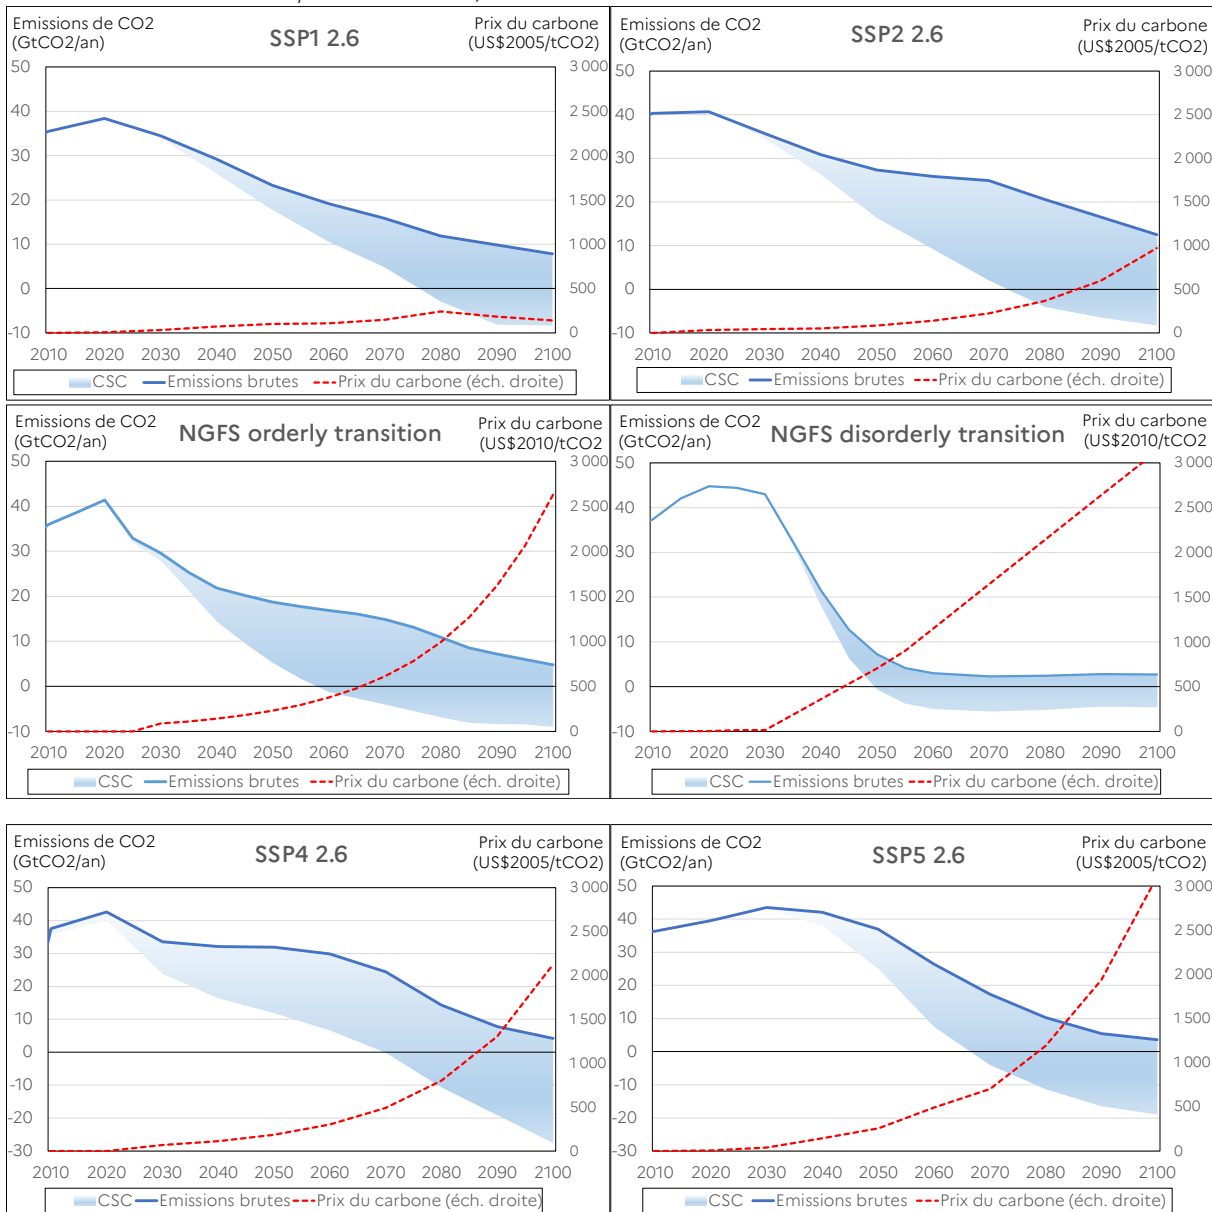 Emissions de CO2
(GtCO2/an)
SSP1 2.6
Prix du carbone
(US$2005/tCO2)
50
40
30
20
10
0
-10
3 000
2 500
2 000
1 500
1 000
500
0
2010 2020 2030 2040 2050 2060 2070 2080 2090 2100
CSC Emissions brutes Prix du carbone (éch. droite)
Emissions de CO2
(GtCO2/an)
SSP2 2.6
Prix du carbone
(US$2005/tCO2)
50
40
30
20
10
0
-10
3 000
2 500
2 000
1 500
1 000
500
0
2010 2020 2030 2040 2050 2060 2070 2080 2090 2100
CSC Emissions brutes Prix du carbone (éch. droite)
Emissions de CO2
(GtCO2/an)
NGFS orderly transition
Prix du carbone
(US$2010/tCO2
50
40
30
20
10
0
-10
3 000
2 500
2 000
1 500
1 000
500
0
2010 2020 2030 2040 2050 2060 2070 2080 2090 2100
CSC Emissions brutes Prix du carbone (éch. droite)
Emissions de CO2
(GtCO2/an)
NGFS disorderly transition
Prix du carbone
(US$2010/tCO2
50
40
30
20
10
0
-10
3 000
2 500
2 000
1 500
1 000
500
0
2010 2020 2030 2040 2050 2060 2070 2080 2090 2100
CSC Emissions brutes Prix du carbone (éch. droite)
Emissions de CO2
(GtCO2/an)
SSP4 2.6
Prix du carbone
(US$2005/tCO2)
50
40
30
20
10
0
-10
-20
-30
3 000
2 500
2 000
1 500
1 000
500
0
2010 2020 2030 2040 2050 2060 2070 2080 2090 2100
CSC Emissions brutes Prix du carbone (éch. droite)
Emissions de CO2
(GtCO2/an)
SSP5 2.6
Prix du carbone
(US$2005/tCO2)
50
40
30
20
10
0
-10
-20
-30
3 000
2 500
2 000
1 500
1 000
500
0
2010 2020 2030 2040 2050 2060 2070 2080 2090 2100
CSC Emissions brutes Prix du carbone (éch. droite)